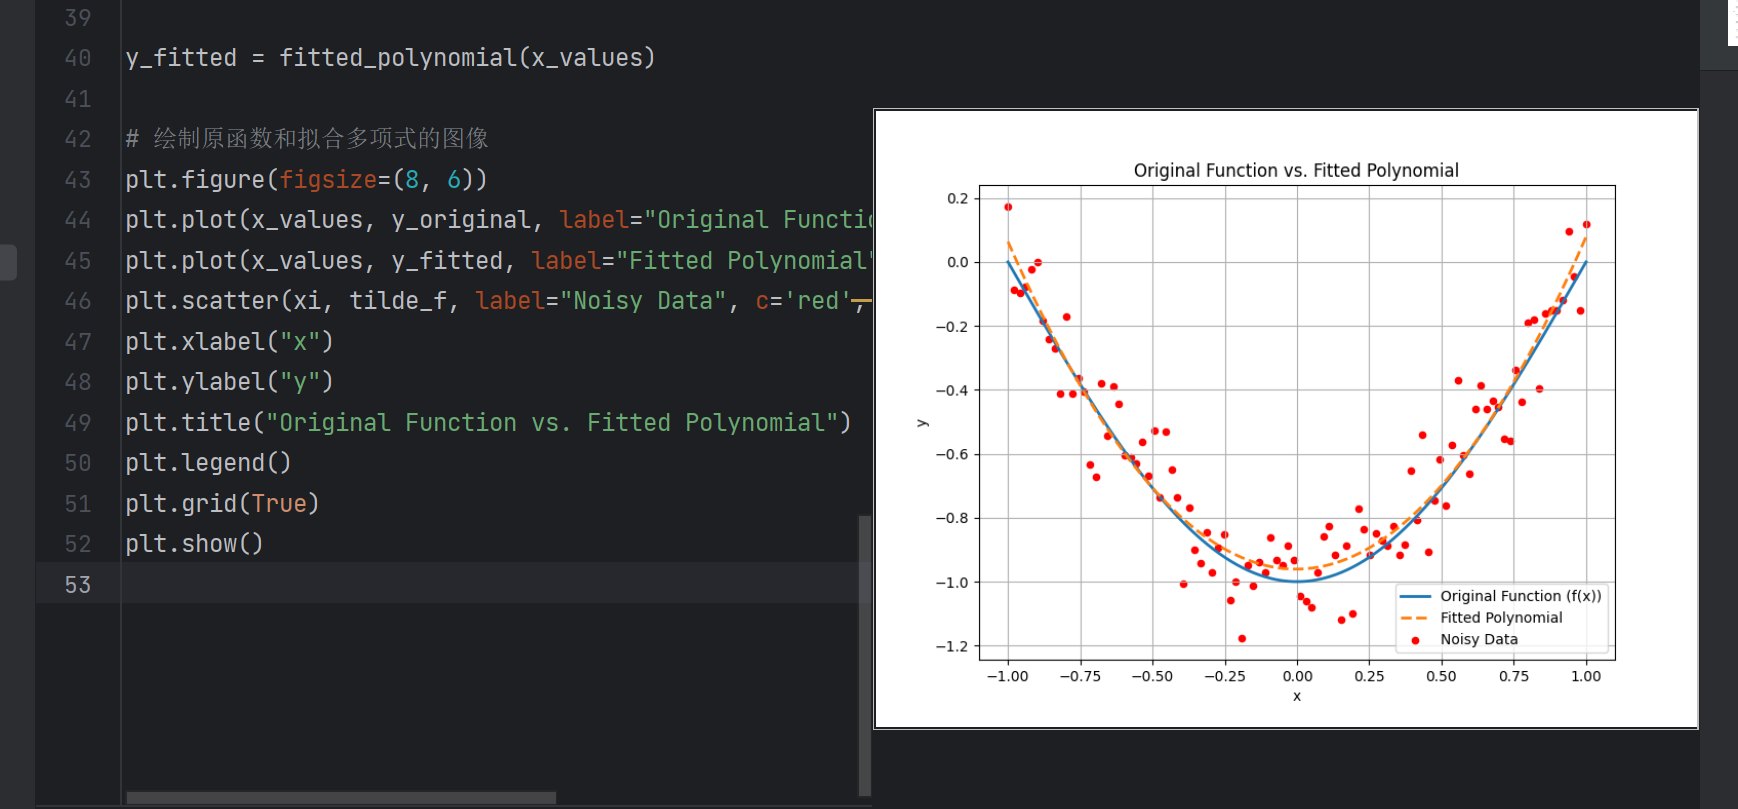 39
40 y_fitted = fitted_polynomial(x_values)
41
42 # 绘制原函数和拟合多项式的图像
43 plt.figure(figsize=(8, 6))
44 plt.plot(x_values, y_original, label="Original Functio
45 plt.plot(x_values, y_fitted, label="Fitted Polynomial"
46 plt.scatter(xi, tilde_f, label="Noisy Data", c='red',
47 plt.xlabel("x")
48 plt.ylabel("y")
49 plt.title("Original Function vs. Fitted Polynomial")
50 plt.legend()
51 plt.grid(True)
52 plt.show()
53
Original Function vs. Fitted Polynomial
0.2
0.0
−0.2
−0.4
−0.6
−0.8
−1.0
−1.2
y
Original Function (f(x))
Fitted Polynomial
Noisy Data
−1.00 −0.75 −0.50 −0.25 0.00 0.25 0.50 0.75 1.00
x